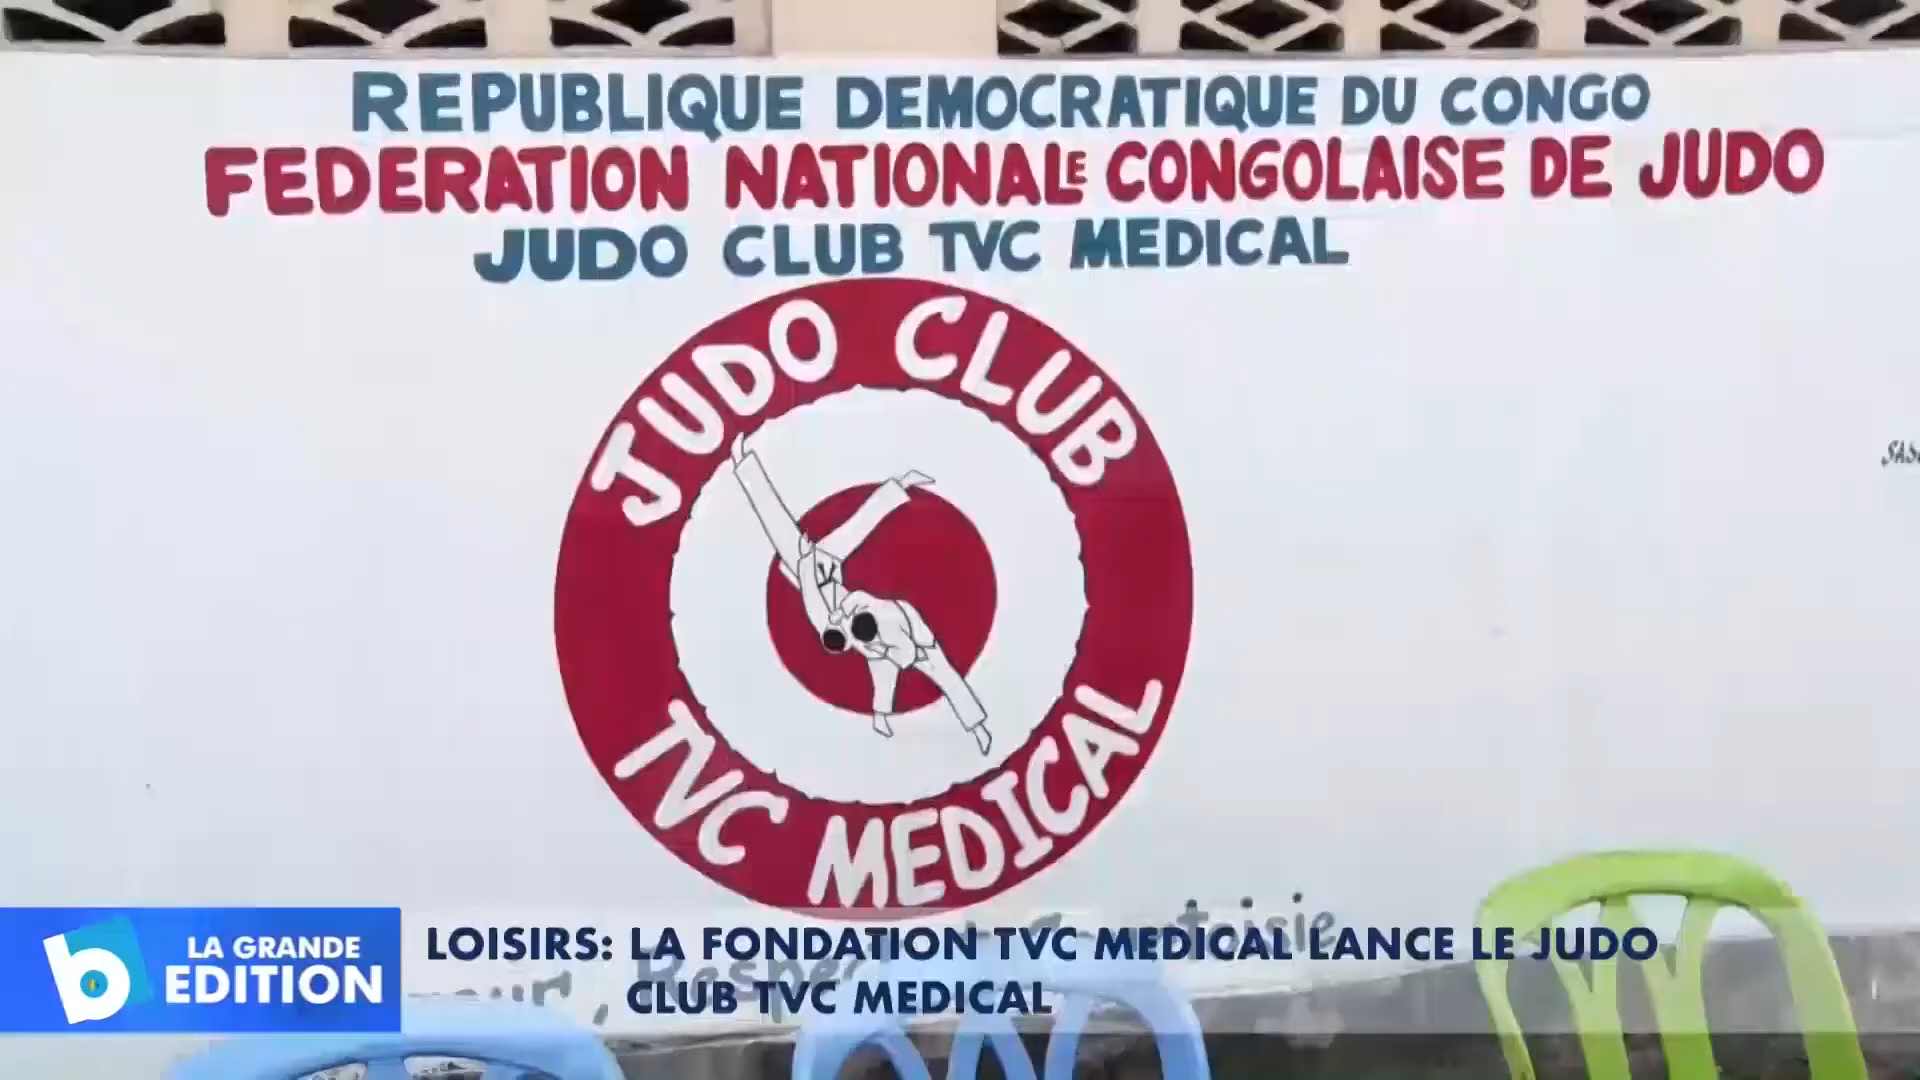 REPUBLIQUE DEMOCRATIQUE DU CONGO
FEDERATION NATIONALE CONGOLAISE DE JUDO
JUDO CLUB TVC MEDICAL
JUDO CLUB
TVC MEDICAL
LA GRANDE
EDITION
LOISIRS: LA FONDATION TVC MEDICAL LANCE LE JUDO
CLUB TVC MEDICAL